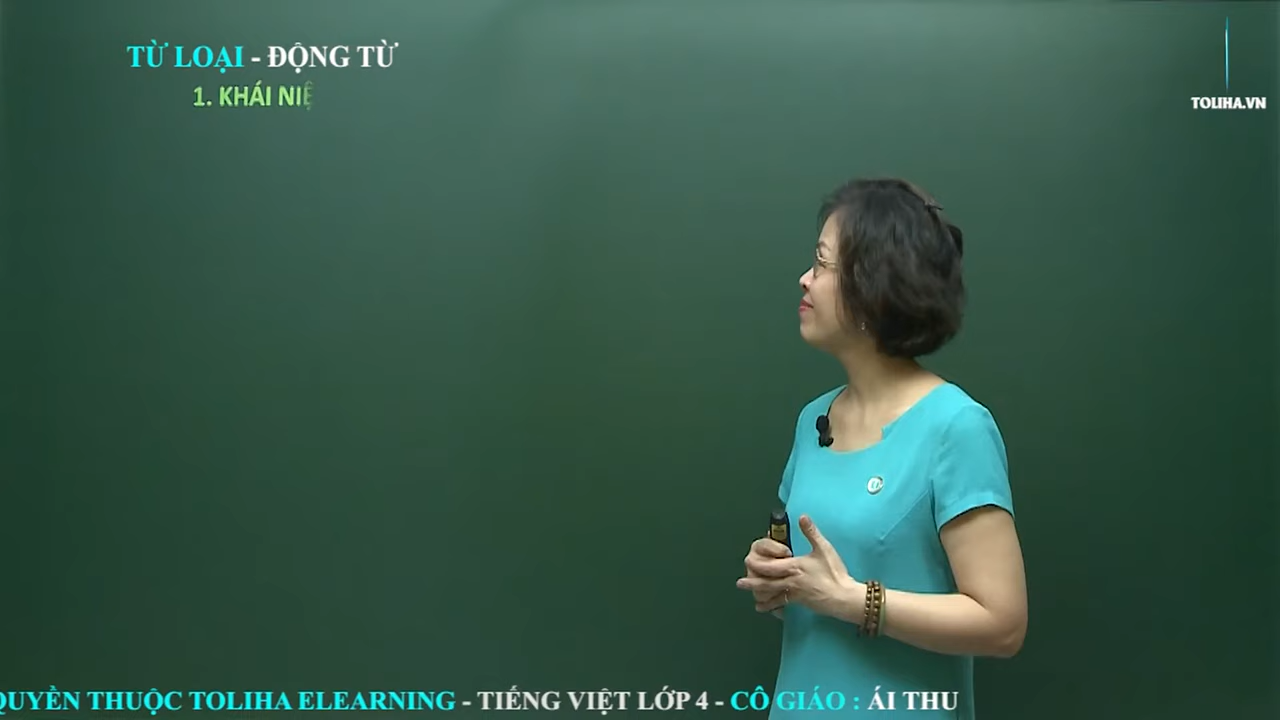 TỪ LOẠI - ĐỘNG TỪ
1. KHÁI NIỆ
TOLIHA.VN
QUYỀN THUỘC TOLIHA ELEARNING - TIẾNG VIỆT LỚP 4 - CÔ GIÁO : ÁI THU